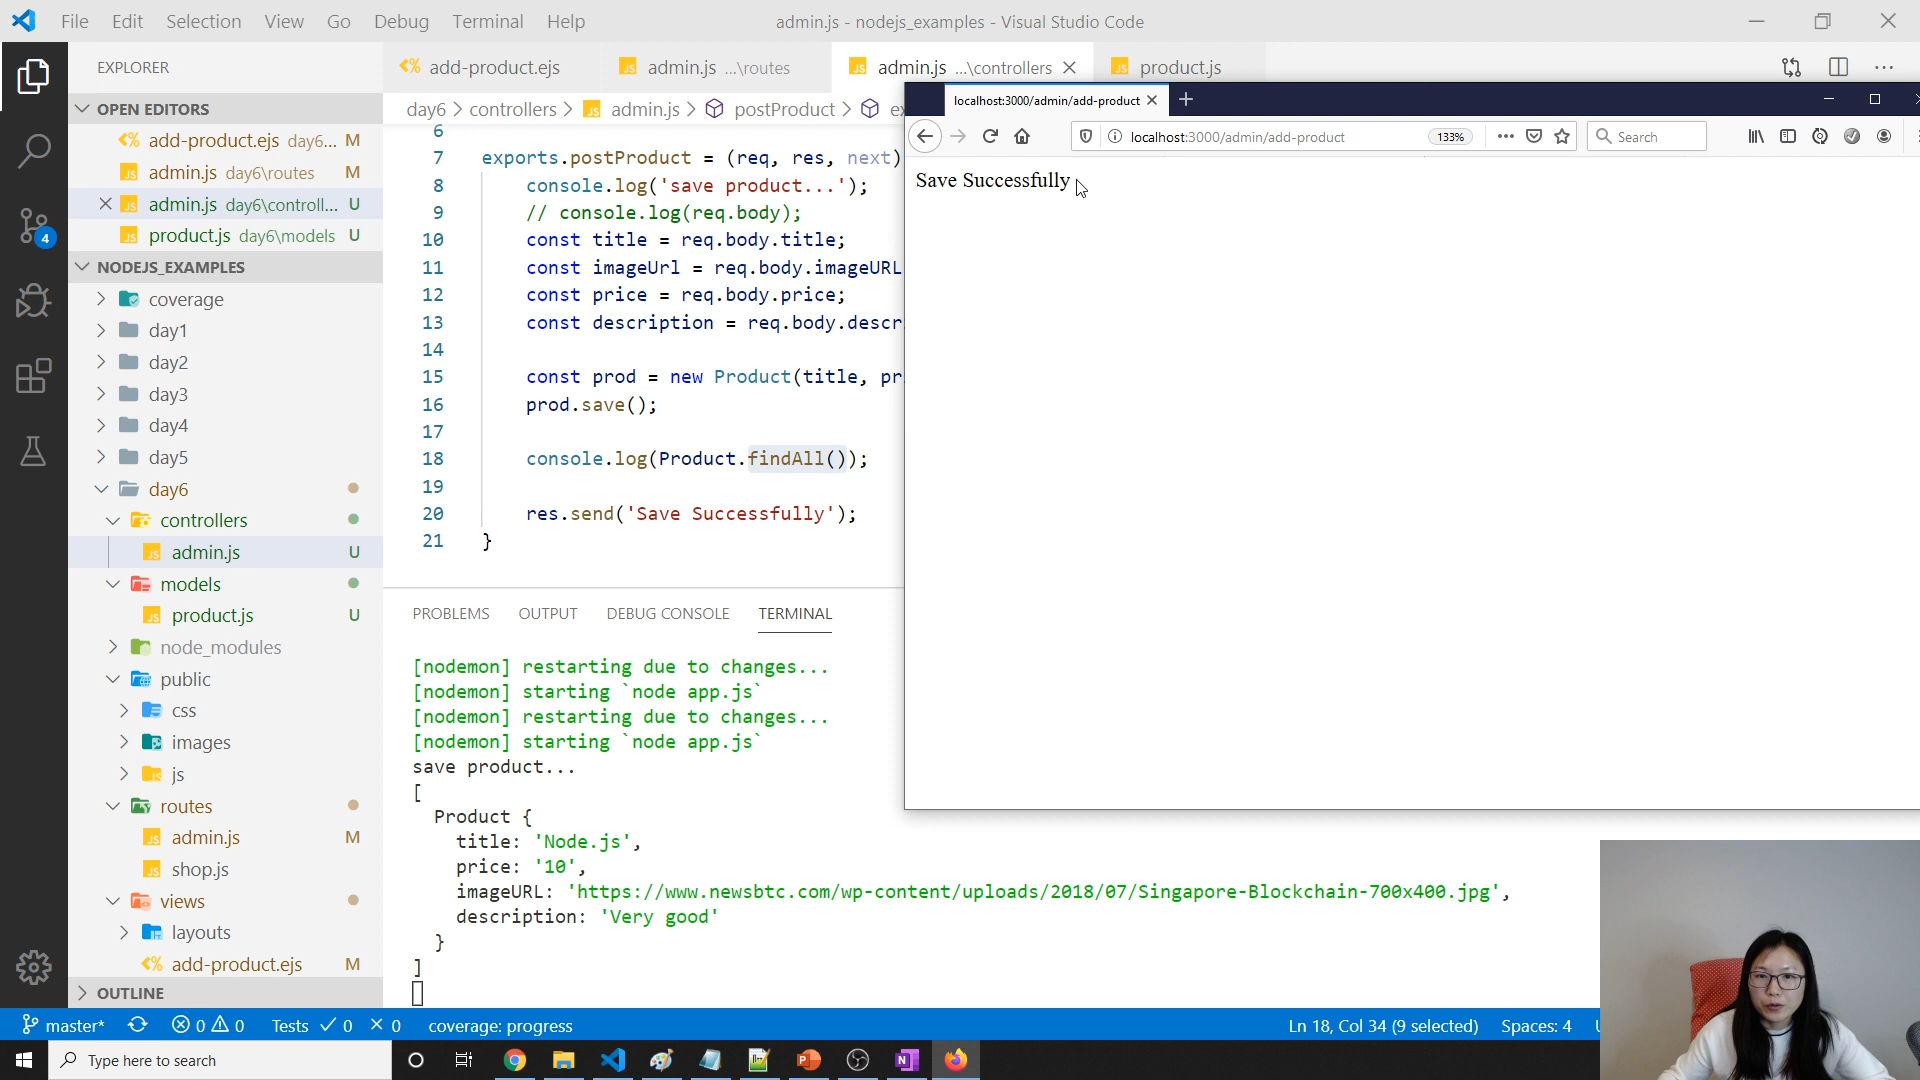 File Edit Selection View Go Debug Terminal Help
admin.js - nodejs_examples - Visual Studio Code
EXPLORER
add-product.ejs
admin.js ...\routes
admin.js ...\controllers
product.js
OPEN EDITORS
add-product.ejs day6... M
admin.js day6\routes M
admin.js day6\controll... U
product.js day6\models U
NODEJS_EXAMPLES
coverage
day1
day2
day3
day4
day5
day6
controllers
admin.js U
models
product.js U
node_modules
public
css
images
js
routes
admin.js M
shop.js
views
layouts
add-product.ejs M
OUTLINE
day6 > controllers > admin.js > postProduct >
6
7 exports.postProduct = (req, res, next)
8 console.log('save product...');
9 // console.log(req.body);
10 const title = req.body.title;
11 const imageUrl = req.body.imageURL
12 const price = req.body.price;
13 const description = req.body.descr
14
15 const prod = new Product(title, pr
16 prod.save();
17
18 console.log(Product.findAll());
19
20 res.send('Save Successfully');
21 }
localhost:3000/admin/add-product
localhost:3000/admin/add-product
133%
Search
Save Successfully
PROBLEMS OUTPUT DEBUG CONSOLE TERMINAL
[nodemon] restarting due to changes...
[nodemon] starting `node app.js`
[nodemon] restarting due to changes...
[nodemon] starting `node app.js`
save product...
[
Product {
title: 'Node.js',
price: '10',
imageURL: 'https://www.newsbtc.com/wp-content/uploads/2018/07/Singapore-Blockchain-700x400.jpg',
description: 'Very good'
}
]
master* 0 0 Tests 0 0 coverage: progress
Ln 18, Col 34 (9 selected) Spaces: 4
Type here to search
4